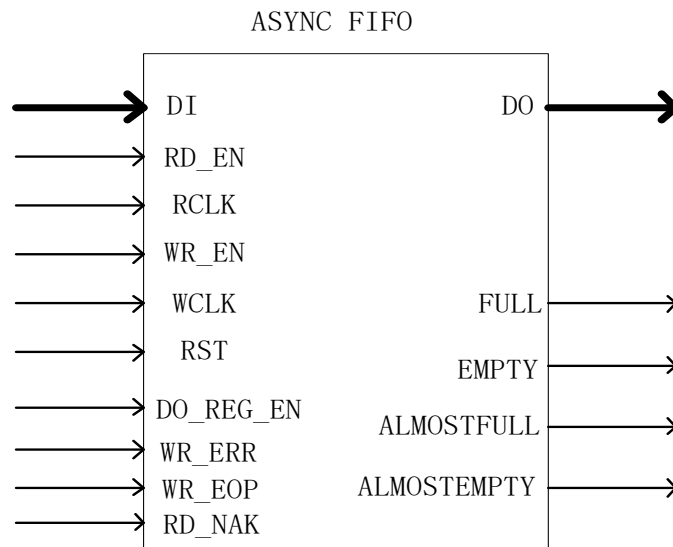 ASYNC FIFO
DI
DO
RD_EN
RCLK
WR_EN
WCLK
FULL
RST
EMPTY
DO_REG_EN
ALMOSTFULL
WR_ERR
WR_EOP
ALMOSTEMPTY
RD_NAK